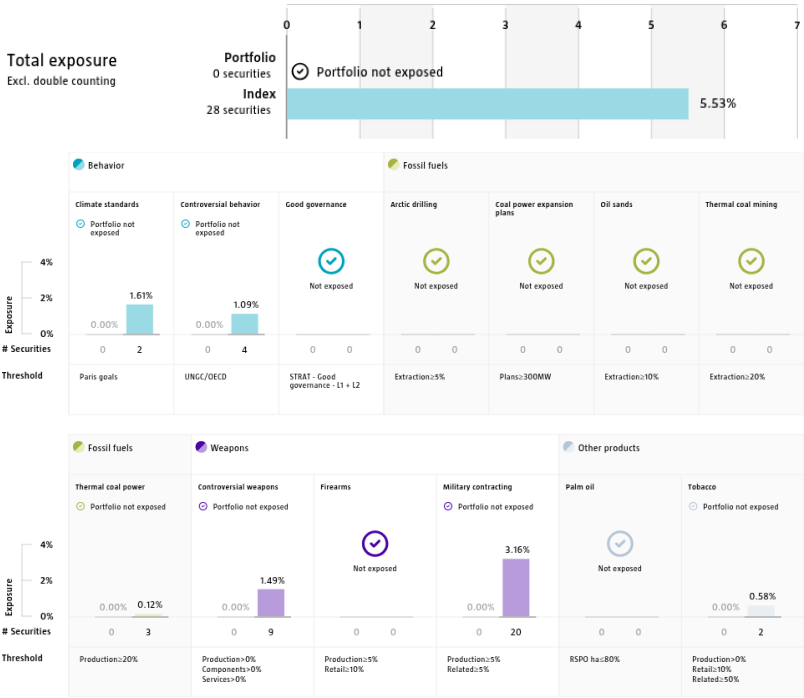 0 1 2 3 4 5 6 7
Total exposure
Excl. double counting
Portfolio
0 securities
Portfolio not exposed
Index
28 securities
5.53%
Behavior
Fossil fuels
Climate standards
Controversial behavior
Good governance
Arctic drilling
Coal power expansion
plans
Oil sands
Thermal coal mining
Portfolio not
exposed
Portfolio not
exposed
Not exposed
Not exposed
Not exposed
Not exposed
Not exposed
Exposure
4%
2%
0%
0.00% 1.61%
0.00% 1.09%
# Securities 0 2 0 4 0 0 0 0 0 0 0 0 0 0
Threshold
Paris goals
UNGC/OECD
STRAT - Good
governance - L1 + L2
Extraction≥5%
Plans≥300MW
Extraction≥10%
Extraction≥20%
Fossil fuels
Weapons
Other products
Thermal coal power
Controversial weapons
Firearms
Military contracting
Palm oil
Tobacco
Portfolio not exposed
Portfolio not exposed
Not exposed
Portfolio not exposed
Not exposed
Portfolio not exposed
Exposure
4%
2%
0%
0.00% 0.12%
0.00% 1.49%
0.00% 3.16%
0.00% 0.58%
# Securities 0 3 0 9 0 0 0 20 0 0 0 2
Threshold
Production≥20%
Production>0%
Components>0%
Services>0%
Production≥5%
Retail≥10%
Production≥5%
Related≥5%
RSPO ha≤80%
Production>0%
Retail≥10%
Related≥50%